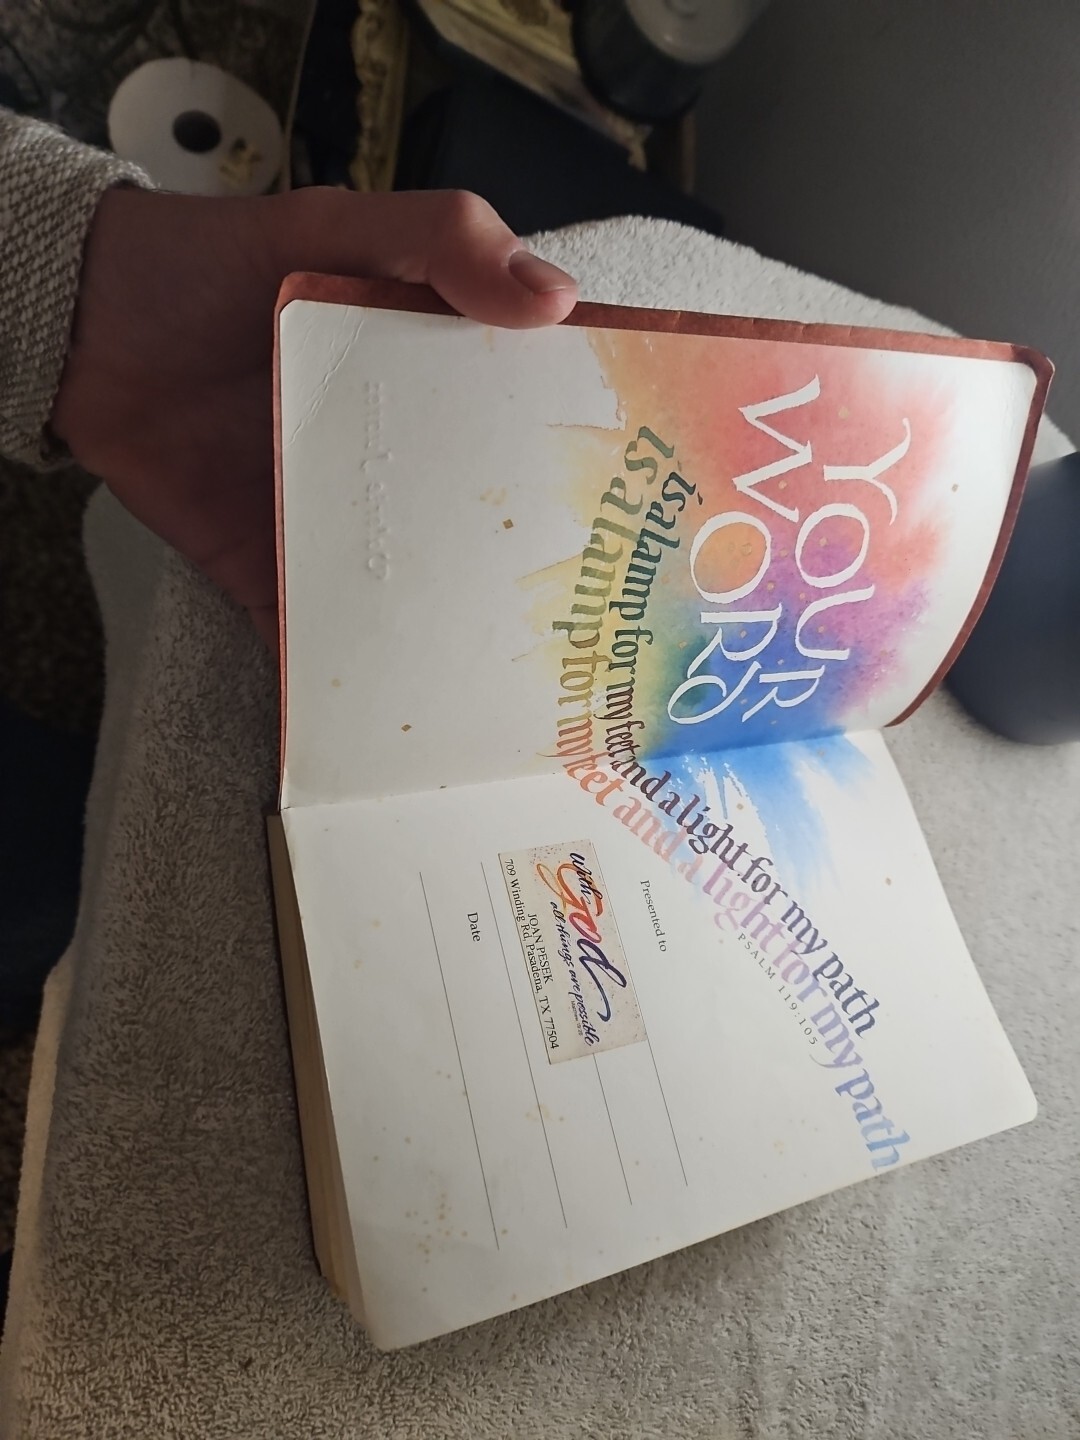 YOUR
WORD
is a lamp for my feet and a light for my path
is a lamp for my feet and a light for my path
PSALM 119:105
Presented to
with God
all things are possible
JOAN PESEK
709 Winding Rd, Pasadena, TX 77504
Date